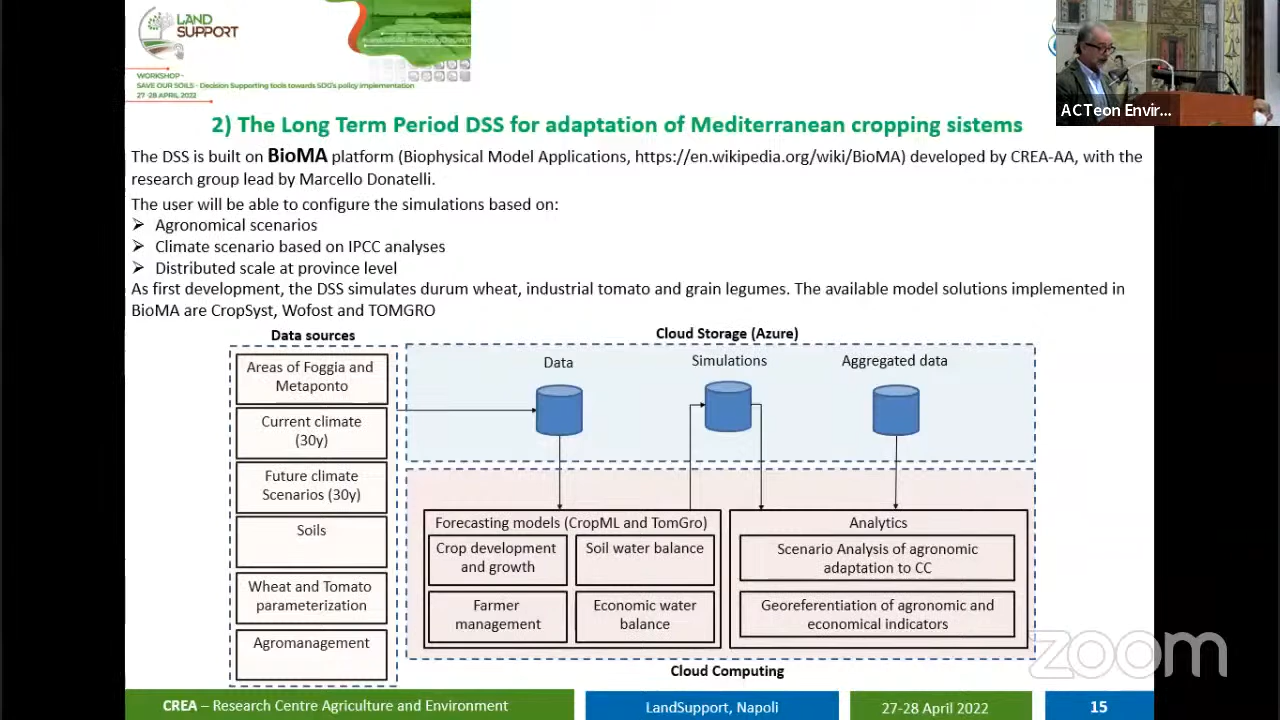 LAND
SUPPORT
WORKSHOP -
SAVE OUR SOILS - Decision Supporting tools towards SDG's policy implementation
27 -28 APRIL, 2022
ACTeon Envir...
2) The Long Term Period DSS for adaptation of Mediterranean cropping sistems
The DSS is built on BioMA platform (Biophysical Model Applications, https://en.wikipedia.org/wiki/BioMA) developed by CREA-AA, with the
research group lead by Marcello Donatelli.
The user will be able to configure the simulations based on:
➢ Agronomical scenarios
➢ Climate scenario based on IPCC analyses
➢ Distributed scale at province level
As first development, the DSS simulates durum wheat, industrial tomato and grain legumes. The available model solutions implemented in
BioMA are CropSyst, Wofost and TOMGRO
Data sources
Areas of Foggia and
Metaponto
Current climate
(30y)
Future climate
Scenarios (30y)
Soils
Wheat and Tomato
parameterization
Agromanagement
Cloud Storage (Azure)
Data
Simulations
Aggregated data
Forecasting models (CropML and TomGro)
Crop development
and growth
Soil water balance
Farmer
management
Economic water
balance
Analytics
Scenario Analysis of agronomic
adaptation to CC
Georeferentiation of agronomic and
economical indicators
Cloud Computing
zoom
CREA – Research Centre Agriculture and Environment
LandSupport, Napoli
27-28 April 2022
15